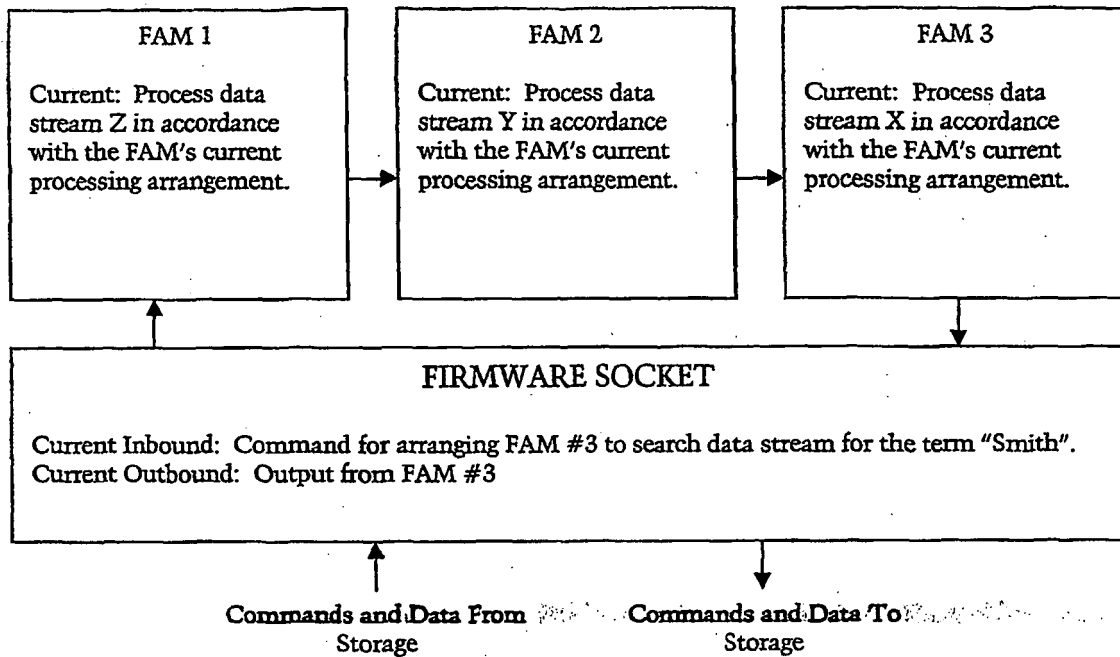 FAM 1
Current: Process data
stream Z in accordance
with the FAM's current
processing arrangement.
FAM 2
Current: Process data
stream Y in accordance
with the FAM's current
processing arrangement.
FAM 3
Current: Process data
stream X in accordance
with the FAM's current
processing arrangement.
FIRMWARE SOCKET
Current Inbound: Command for arranging FAM #3 to search data stream for the term "Smith".
Current Outbound: Output from FAM #3
Commands and Data From
Storage
Commands and Data To
Storage